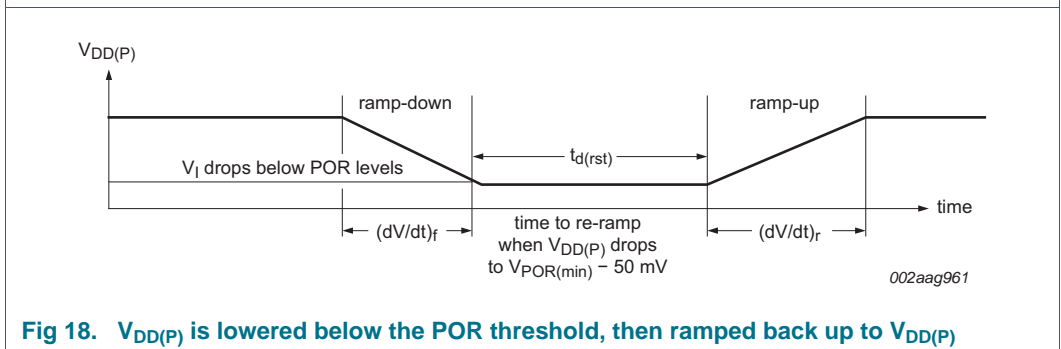 VDD(P)
ramp-down
ramp-up
VI drops below POR levels
td(rst)
time
(dV/dt)f
time to re-ramp
when VDD(P) drops
to VPOR(min) − 50 mV
(dV/dt)r
002aag961
Fig 18. VDD(P) is lowered below the POR threshold, then ramped back up to VDD(P)